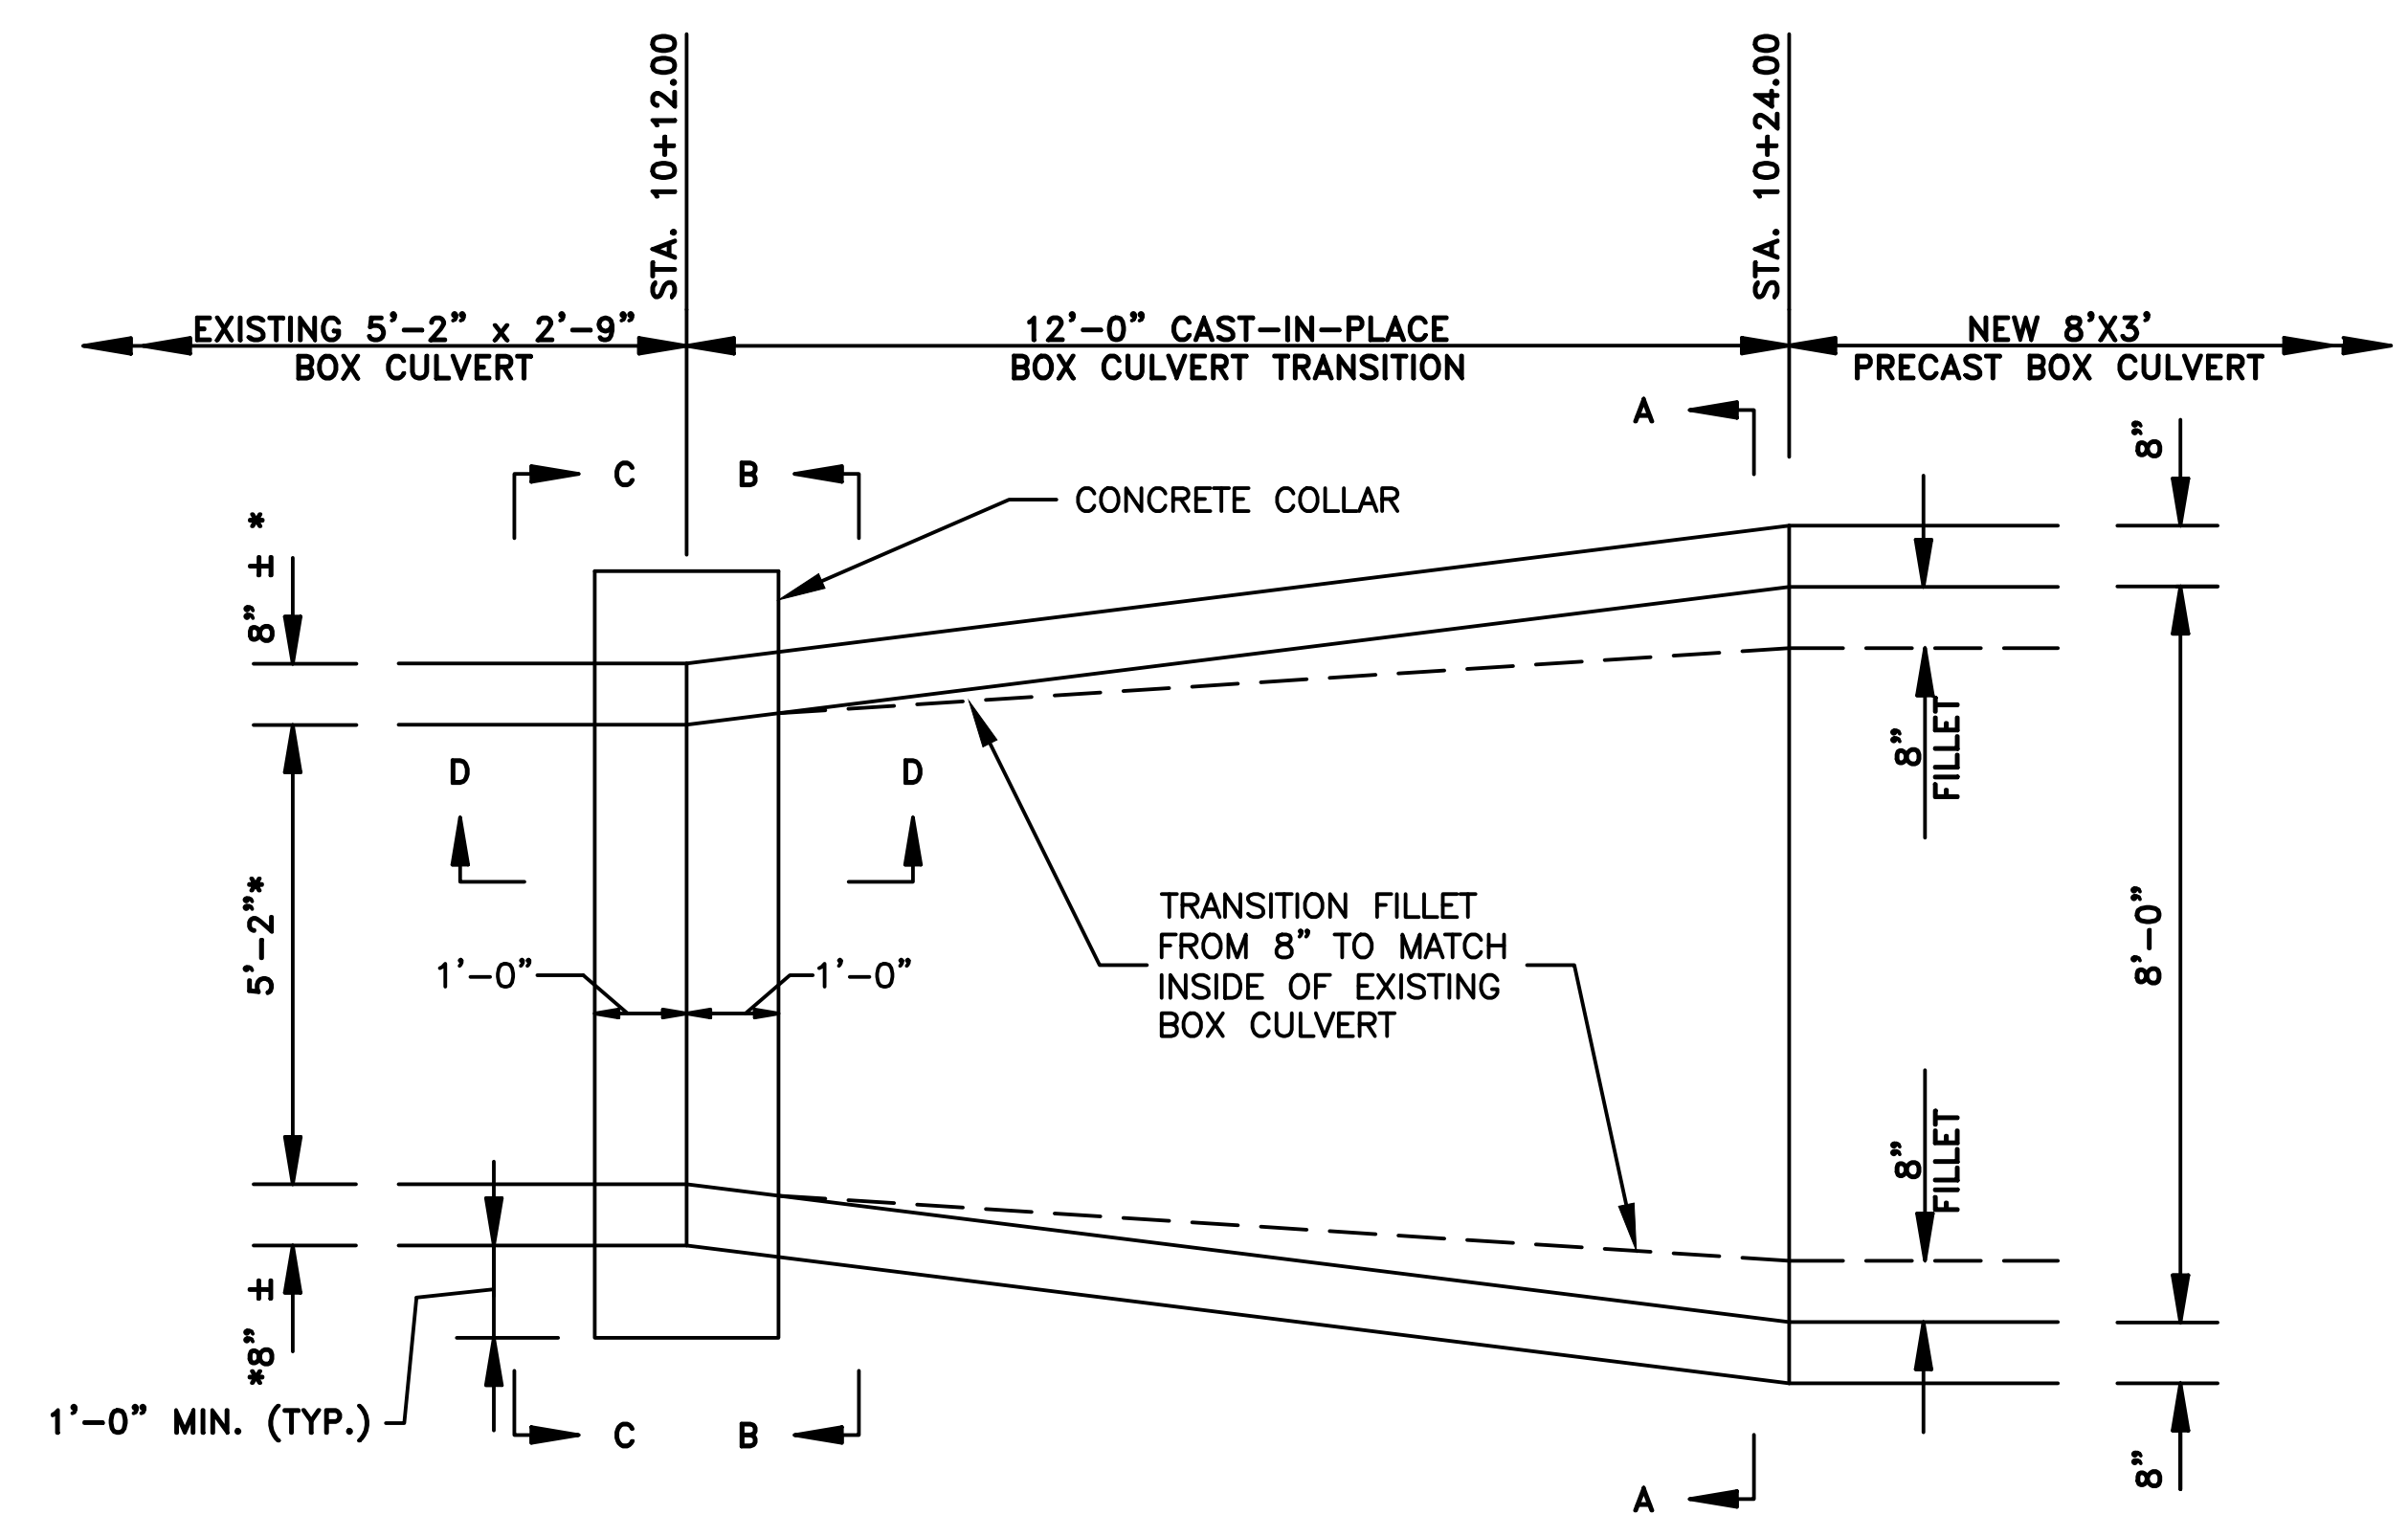 STA. 10+12.00
STA. 10+24.00
EXISTING 5'-2" x 2'-9"
BOX CULVERT
12'-0" CAST-IN-PLACE
BOX CULVERT TRANSITION
NEW 8'X3'
PRECAST BOX CULVERT
A
8"
C
B
CONCRETE COLLAR
8" ± *
D
D
8"
FILLET
5'-2"*
1'-0"
1'-0"
TRANSITION FILLET
FROM 8" TO MATCH
INSIDE OF EXISTING
BOX CULVERT
8'-0"
8"
FILLET
*8" ±
1'-0" MIN. (TYP.)
C
B
8"
A